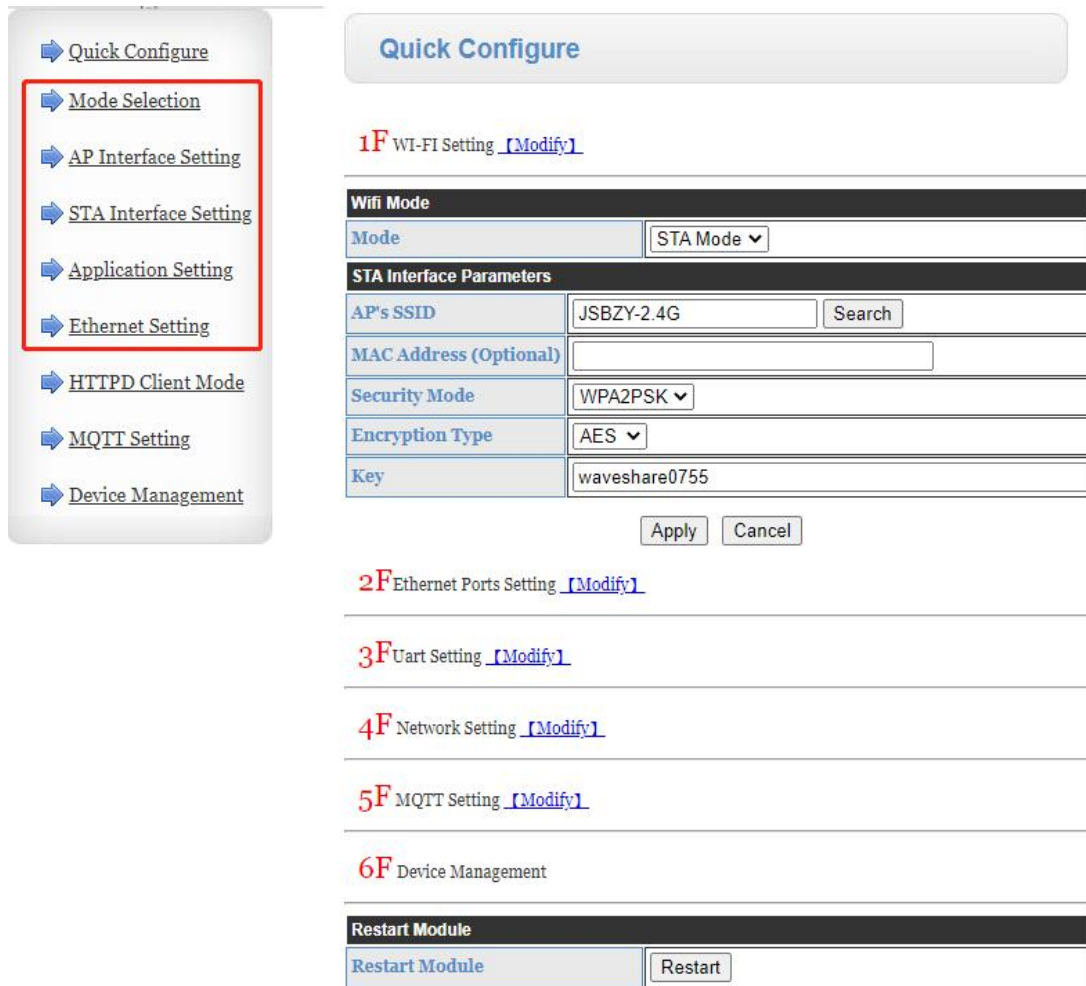 Quick Configure
Mode Selection
AP Interface Setting
STA Interface Setting
Application Setting
Ethernet Setting
HTTPD Client Mode
MQTT Setting
Device Management
Quick Configure
1F WI-FI Setting 【Modify】
Wifi Mode
Mode STA Mode
STA Interface Parameters
AP's SSID JSBZY-2.4G Search
MAC Address (Optional)
Security Mode WPA2PSK
Encryption Type AES
Key waveshare0755
Apply Cancel
2F Ethernet Ports Setting 【Modify】
3F Uart Setting 【Modify】
4F Network Setting 【Modify】
5F MQTT Setting 【Modify】
6F Device Management
Restart Module
Restart Module Restart